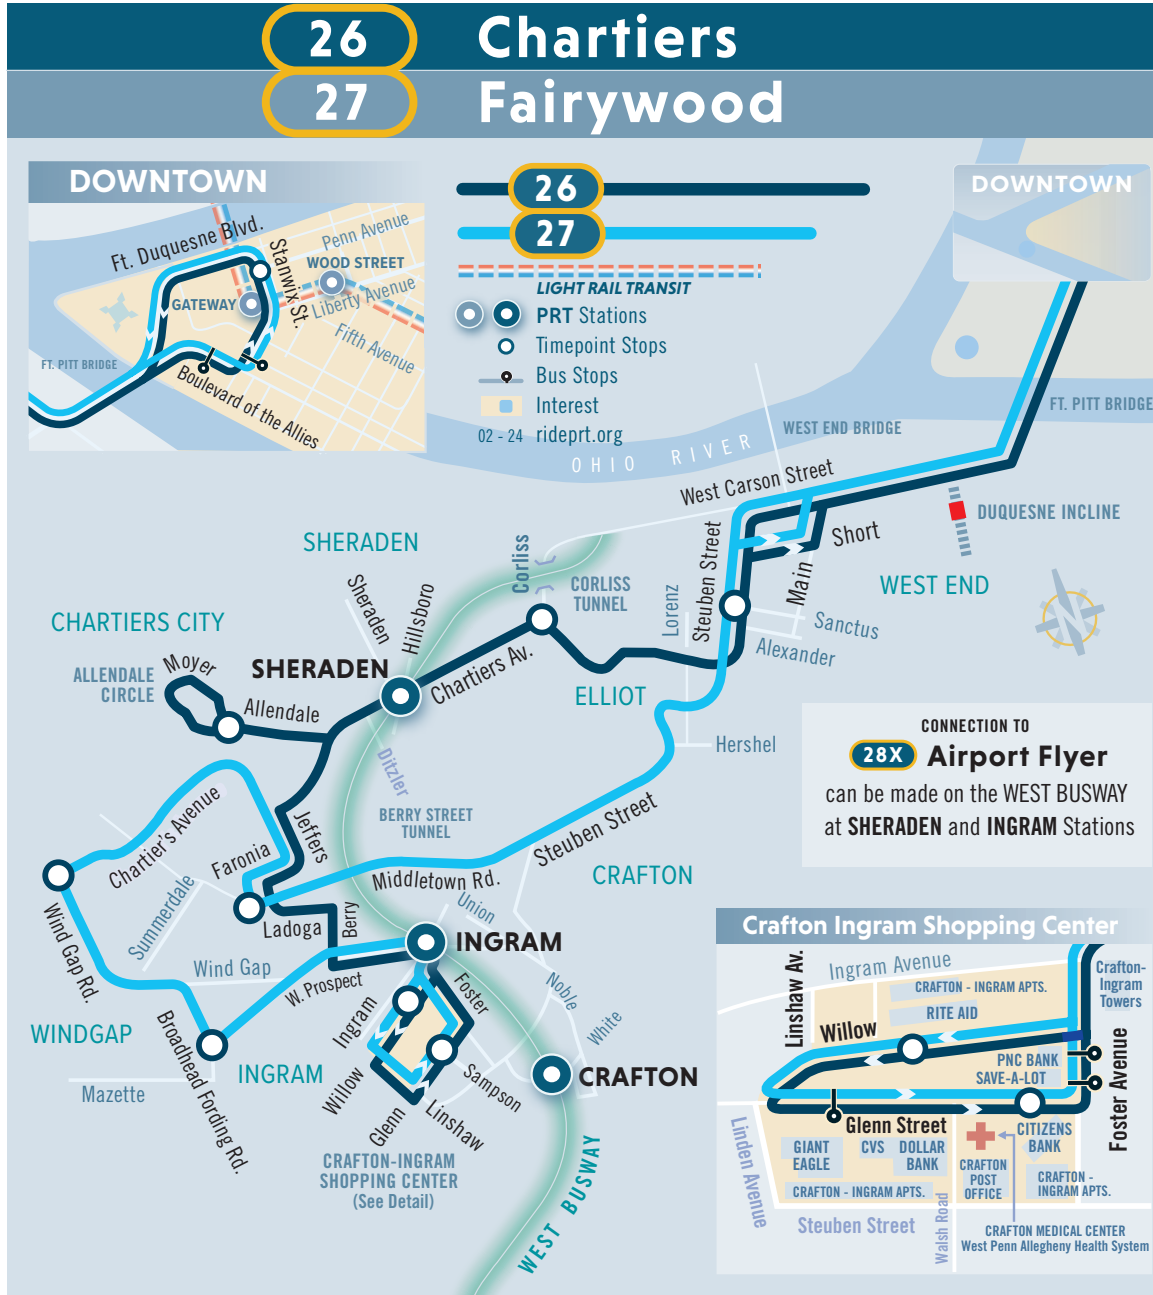 26 Chartiers
27 Fairywood
DOWNTOWN
Ft. Duquesne Blvd.
Stanwix St.
Penn Avenue
WOOD STREET
GATEWAY
Liberty Avenue
Fifth Avenue
FT. PITT BRIDGE
Boulevard of the Allies
26
27
LIGHT RAIL TRANSIT
PRT Stations
Timepoint Stops
Bus Stops
Interest
02 - 24 rideprt.org
DOWNTOWN
FT. PITT BRIDGE
WEST END BRIDGE
OHIO RIVER
West Carson Street
DUQUESNE INCLINE
Short
Main
WEST END
Steuben Street
Lorenz
Sanctus
Alexander
SHERADEN
Corliss
CORLISS
TUNNEL
Sheraden
Hillsboro
CHARTIERS CITY
ALLENDALE
CIRCLE
Moyer
SHERADEN
Chartiers Av.
Allendale
ELLIOT
Hershel
Ditzler
CONNECTION TO
28X Airport Flyer
can be made on the WEST BUSWAY
at SHERADEN and INGRAM Stations
Chartier's Avenue
Jeffers
BERRY STREET
TUNNEL
Steuben Street
Faronia
Middletown Rd.
CRAFTON
Summerdale
Union
Ladoga
Berry
INGRAM
Wind Gap Rd.
Wind Gap
W. Prospect
Foster
Noble
White
Ingram
WINDGAP
Broadhead Fording Rd.
INGRAM
Mazette
Willow
Sampson
CRAFTON
Glenn
Linshaw
CRAFTON-INGRAM
SHOPPING CENTER
(See Detail)
WEST BUSWAY
Crafton Ingram Shopping Center
Linshaw Av.
Ingram Avenue
CRAFTON - INGRAM APTS.
Crafton-
Ingram
Towers
RITE AID
Willow
PNC BANK
SAVE-A-LOT
Foster Avenue
Glenn Street
CITIZENS
BANK
Linden Avenue
GIANT
EAGLE
CVS
DOLLAR
BANK
CRAFTON
POST
OFFICE
CRAFTON -
INGRAM APTS.
CRAFTON - INGRAM APTS.
Walsh Road
Steuben Street
CRAFTON MEDICAL CENTER
West Penn Allegheny Health System